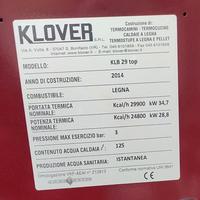 KLOVER
COSTRUZIONE DI:
TERMOCAMINI - TERMOCUCINE
CALDAIE A LEGNA
TERMOSTUFE A LEGNA E PELLET
MODELLO:
KLB 29 top
ANNO DI COSTRUZIONE:
2014
COMBUSTIBILE:
LEGNA
PORTATA TERMICA NOMINALE:
Kcal/h 29900 kW 34,7
POTENZA TERMICA NOMINALE:
Kcal/h 24800 kW 28,8
PRESSIONE MAX ESERCIZIO bar:
3
CONTENUTO ACQUA CALDAIA lt:
125
PRODUZIONE ACQUA SANITARIA:
ISTANTANEA